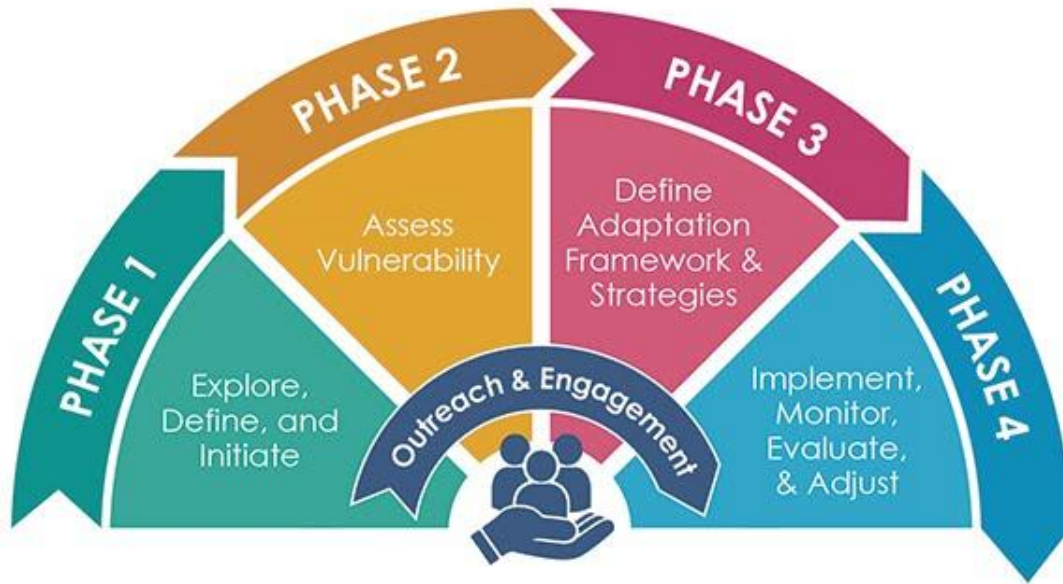 PHASE 1
Explore,
Define, and
Initiate
PHASE 2
Assess
Vulnerability
PHASE 3
Define
Adaptation
Framework &
Strategies
PHASE 4
Implement,
Monitor,
Evaluate,
& Adjust
Outreach & Engagement